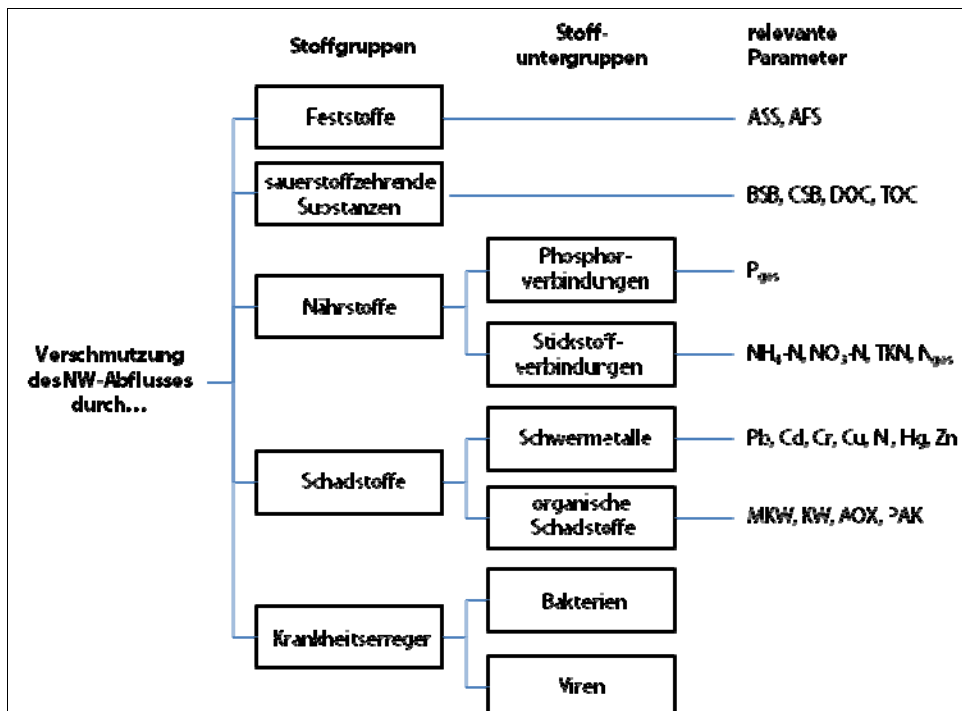 Stoffgruppen
Stoff-
untergruppen
relevante
Parameter
Feststoffe
ASS, AFS
sauerstoffzehrende
Substanzen
BSB, CSB, DOC, TOC
Phosphor-
verbindungen
Pges
Nährstoffe
Stickstoff-
verbindungen
NH4-N, NO3-N, TKN, Nges
Verschmutzung
des NW-Abflusses
durch...
Schwermetalle
Pb, Cd, Cr, Cu, N, Hg, Zn
Schadstoffe
organische
Schadstoffe
MKW, KW, AOX, PAK
Bakterien
Krankheitserreger
Viren